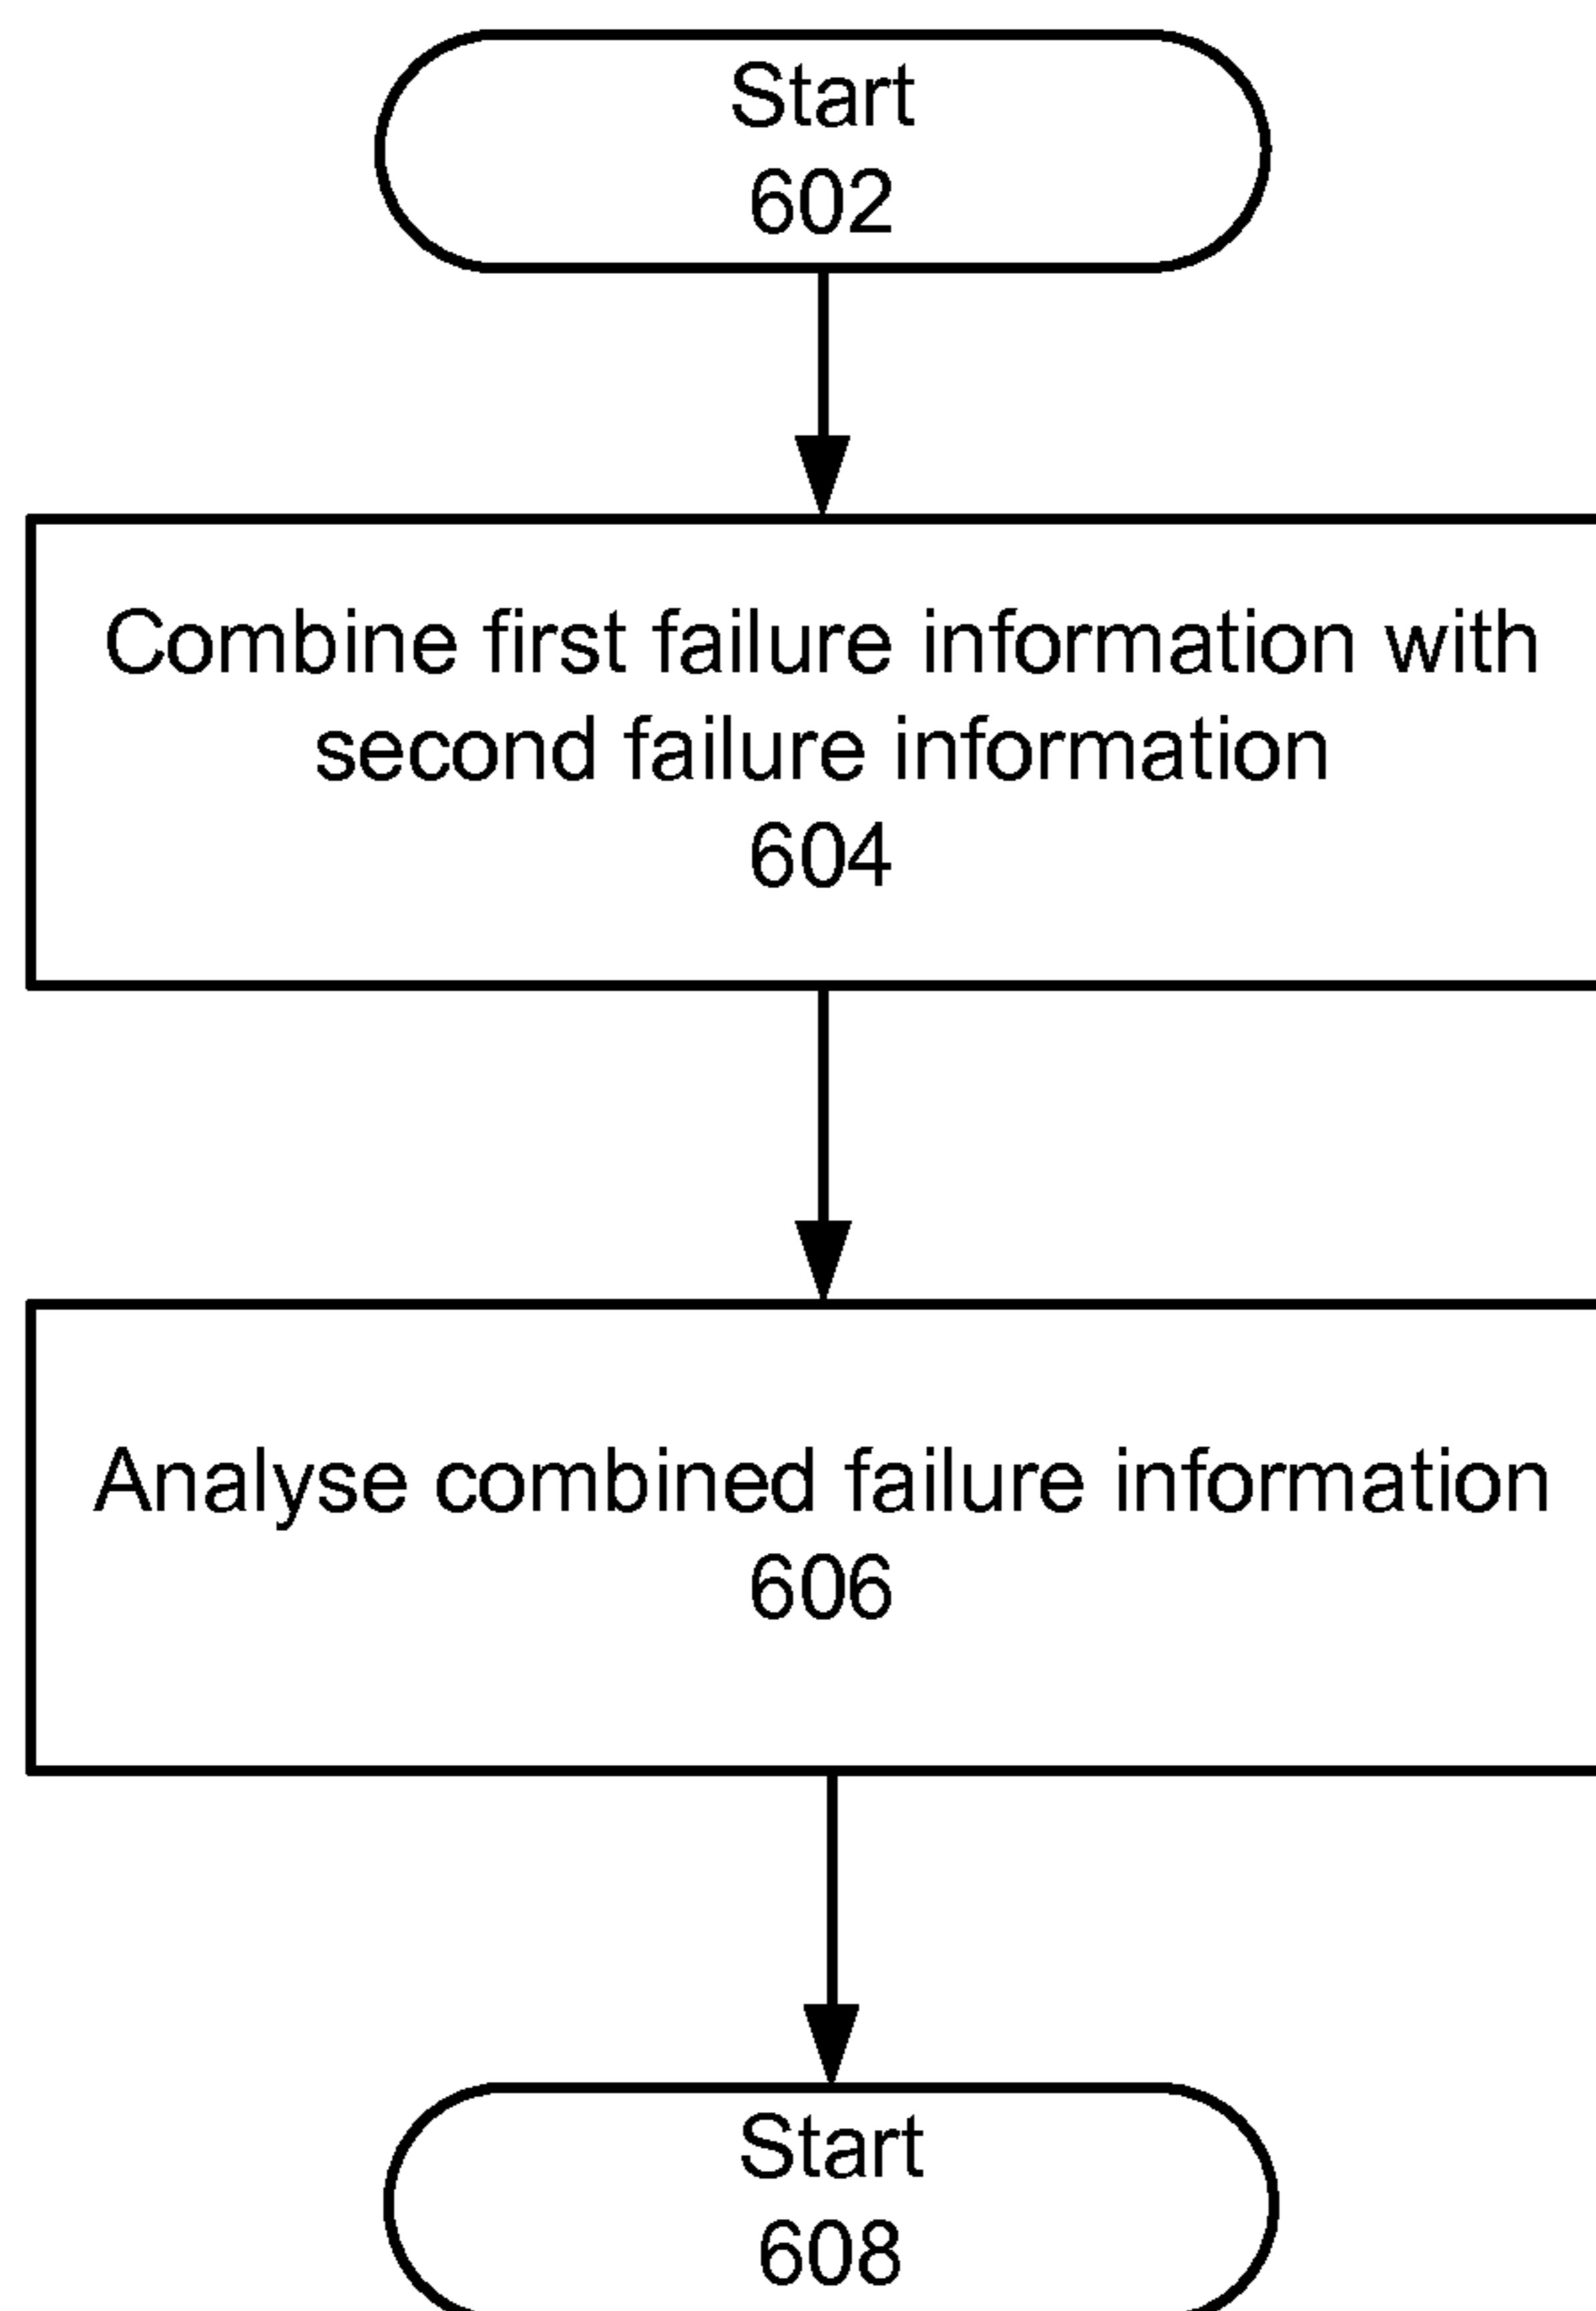 Start
602
Combine first failure information with
second failure information
604
Analyse combined failure information
606
Start
608